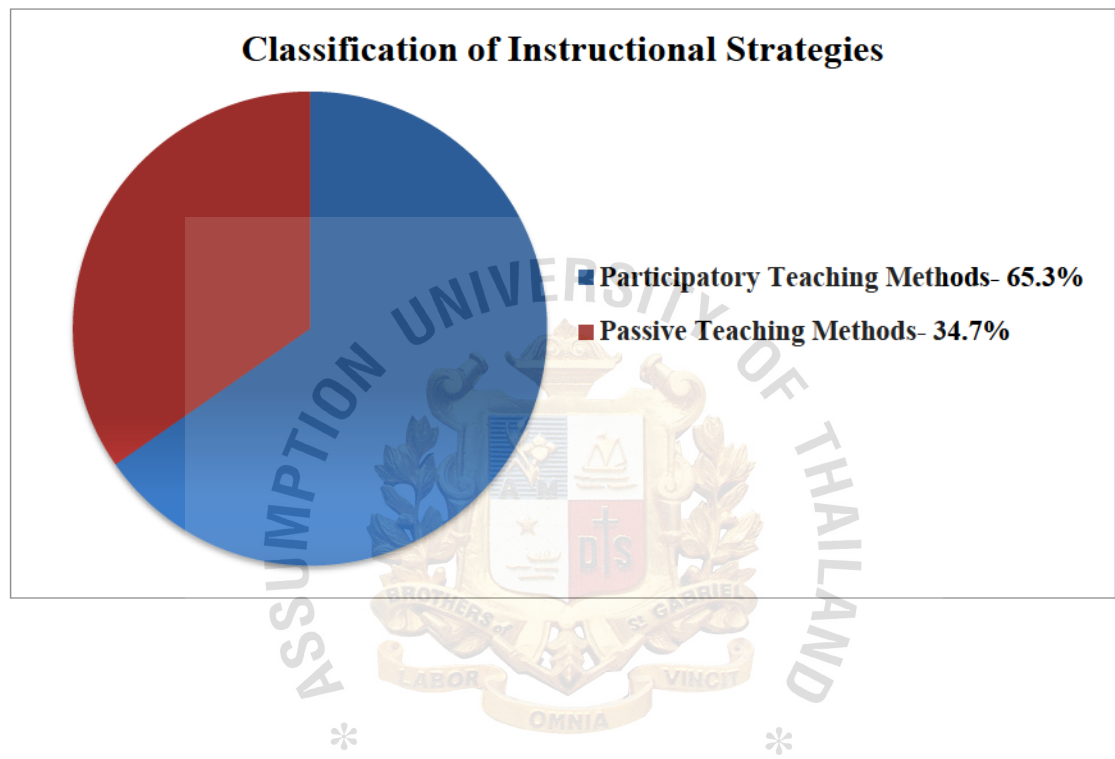 Classification of Instructional Strategies
Participatory Teaching Methods- 65.3%
Passive Teaching Methods- 34.7%
ASSUMPTION UNIVERSITY OF THAILAND
A M
D S
BROTHERS of St GABRIEL
LABOR OMNIA VINCIT
* *